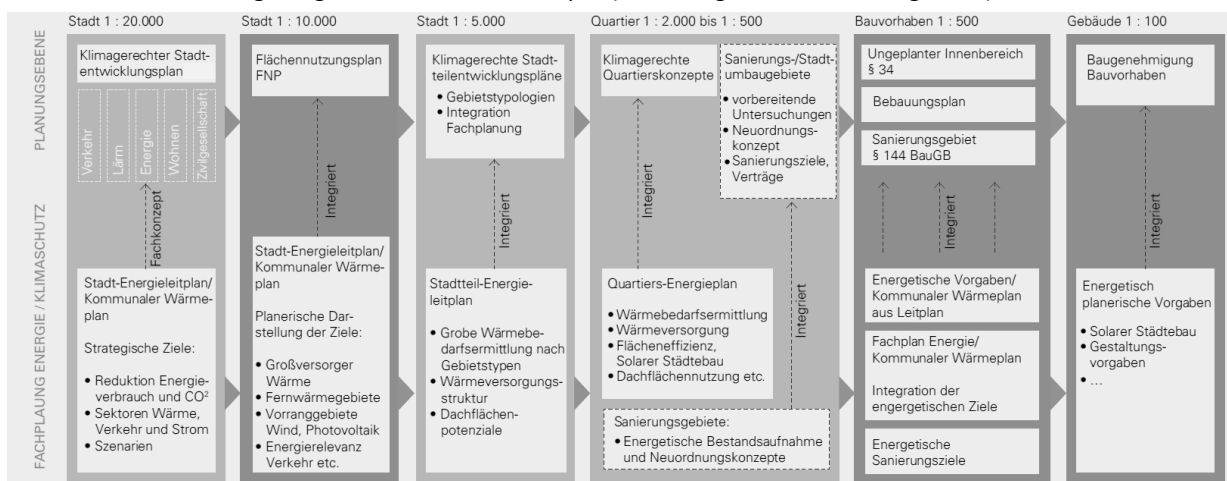 Stadt 1 : 20.000
Stadt 1 : 10.000
Stadt 1 : 5.000
Quartier 1 : 2.000 bis 1 : 500
Bauvorhaben 1 : 500
Gebäude 1 : 100
PLANUNGSEBENE
Klimagerechter Stadt-
entwicklungsplan
Verkehr
Lärm
Energie
Wohnen
Zivilgesellschaft
Fachkonzept
Flächennutzungsplan
FNP
Integriert
Klimagerechte Stadt-
teilentwicklungspläne
• Gebietstypologien
• Integration
Fachplanung
Integriert
Klimagerechte
Quartierskonzepte
Integriert
Sanierungs-/Stadt-
umbaugebiete
• vorbereitende
Untersuchungen
• Neuordnungs-
konzept
• Sanierungsziele,
Verträge
Integriert
Ungeplanter Innenbereich
§ 34
Bebauungsplan
Sanierungsgebiet
§ 144 BauGB
Integriert
Baugenehmigung
Bauvorhaben
Integriert
FACHPLAUNG ENERGIE / KLIMASCHUTZ
Stadt-Energieleitplan/
Kommunaler Wärme-
plan
Strategische Ziele:
• Reduktion Energie-
verbrauch und CO²
• Sektoren Wärme,
Verkehr und Strom
• Szenarien
Stadt-Energieleitplan/
Kommunaler Wärme-
plan
Planerische Dar-
stellung der Ziele:
• Großversorger
Wärme
• Fernwärmegebiete
• Vorranggebiete
Wind, Photovoltaik
• Energierelevanz
Verkehr etc.
Stadtteil-Energie-
leitplan
• Grobe Wärmebe-
darfsermittlung nach
Gebietstypen
• Wärmeversorgungs-
struktur
• Dachflächen-
potenziale
Quartiers-Energieplan
• Wärmebedarfsermittlung
• Wärmeversorgung
• Flächeneffizienz,
Solarer Städtebau
• Dachflächennutzung etc.
Sanierungsgebiete:
• Energetische Bestandsaufnahme
und Neuordnungskonzepte
Energetische Vorgaben/
Kommunaler Wärmeplan
aus Leitplan
Fachplan Energie/
Kommunaler Wärmeplan
Integration der
engergetischen Ziele
Energetische
Sanierungsziele
Energetisch
planerische Vorgaben
• Solarer Städtebau
• Gestaltungs-
vorgaben
• ...